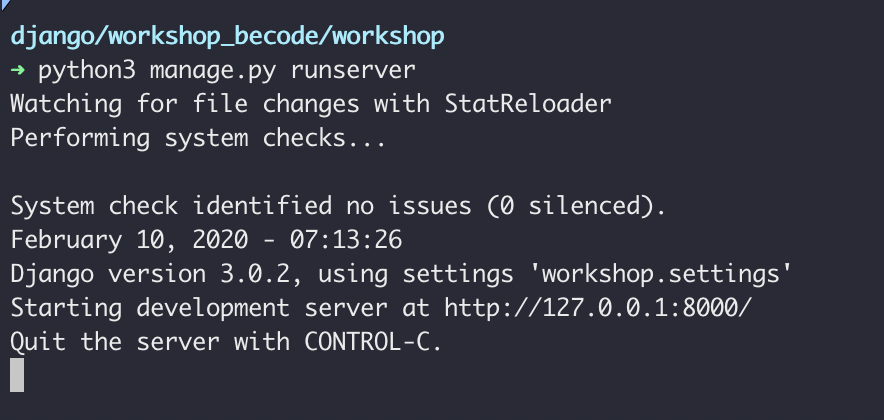 django/workshop_becode/workshop
➜ python3 manage.py runserver
Watching for file changes with StatReloader
Performing system checks...
System check identified no issues (0 silenced).
February 10, 2020 - 07:13:26
Django version 3.0.2, using settings 'workshop.settings'
Starting development server at http://127.0.0.1:8000/
Quit the server with CONTROL-C.